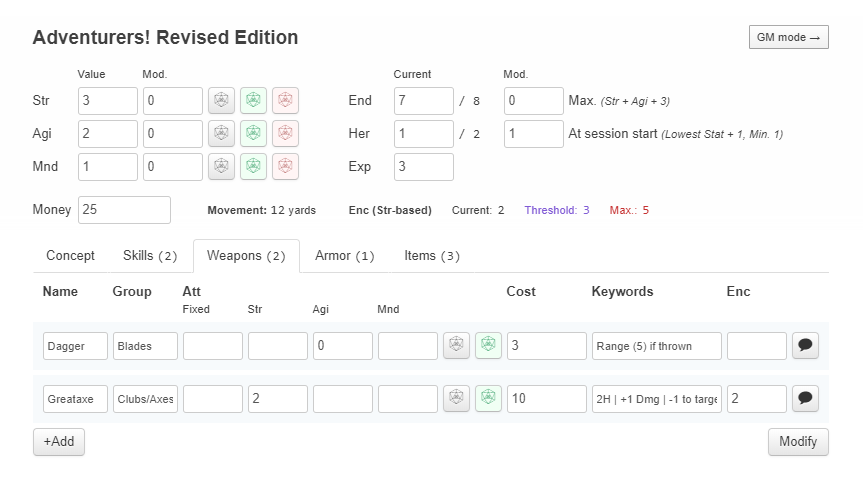 Adventurers! Revised Edition GM mode →
Value Mod. Current Mod.
Str 3 0 End 7 / 8 0 Max. (Str + Agi + 3)
Agi 2 0 Her 1 / 2 1 At session start (Lowest Stat + 1, Min. 1)
Mnd 1 0 Exp 3
Money 25 Movement: 12 yards Enc (Str-based) Current: 2 Threshold: 3 Max.: 5
Concept Skills (2) Weapons (2) Armor (1) Items (3)
Name Group Att Cost Keywords Enc
Fixed Str Agi Mnd
Dagger Blades 0 3 Range (5) if thrown
Greataxe Clubs/Axes 2 10 2H | +1 Dmg | -1 to targe 2
+Add Modify